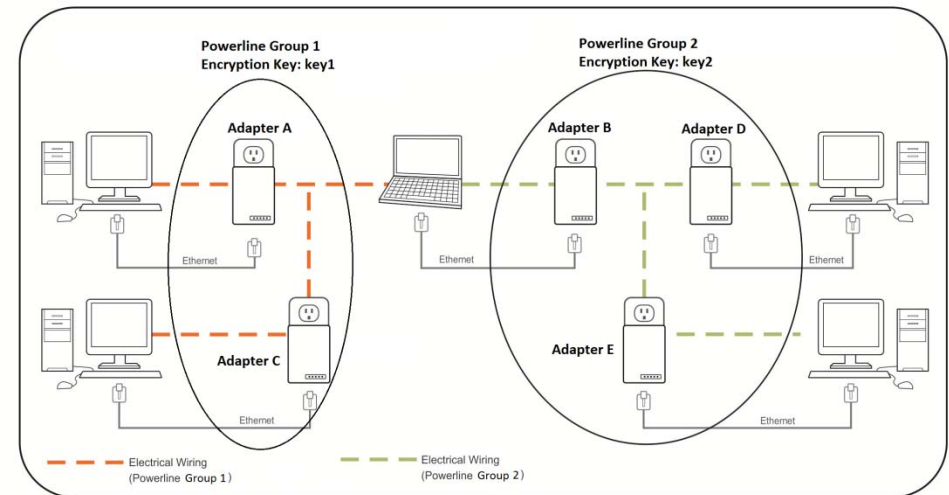 Powerline Group 1
Encryption Key: key1
Powerline Group 2
Encryption Key: key2
Adapter A
Adapter B
Adapter D
Ethernet
Ethernet
Ethernet
Adapter C
Adapter E
Ethernet
Ethernet
Electrical Wiring
(Powerline Group 1)
Electrical Wiring
(Powerline Group 2)